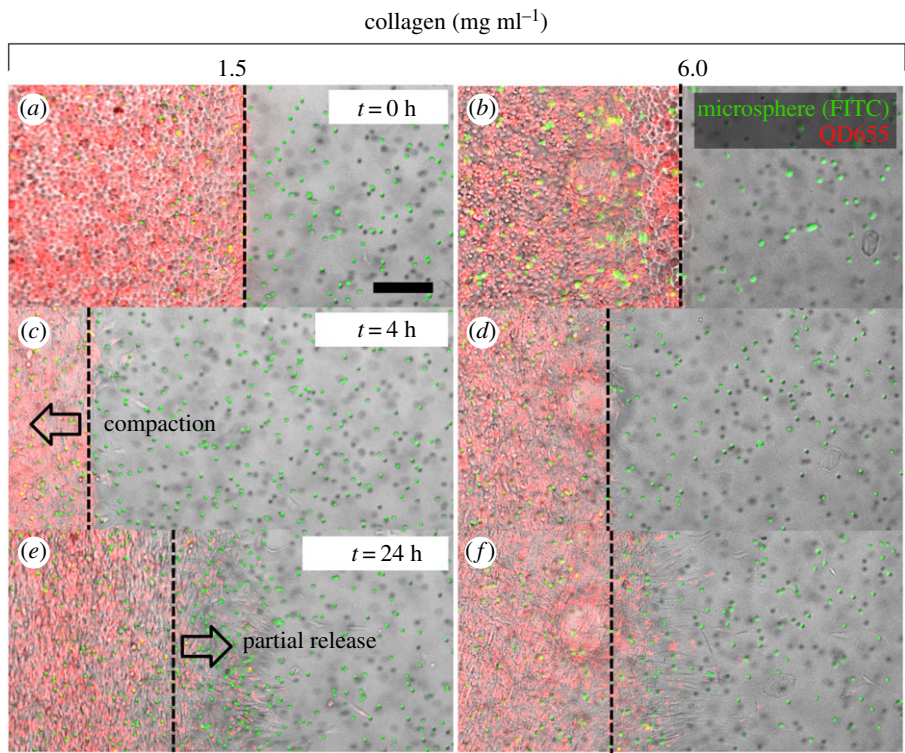 collagen (mg ml⁻¹)
1.5
6.0
(a)
t = 0 h
(b)
microsphere (FITC)
QD655
(c)
t = 4 h
(d)
compaction
(e)
t = 24 h
(f)
partial release